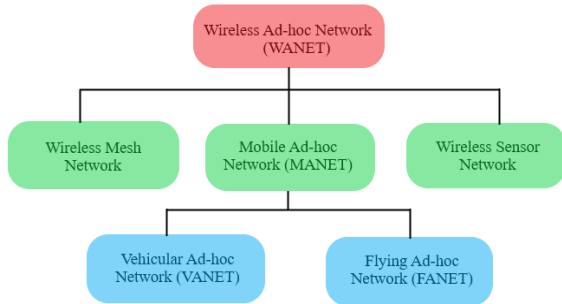 Wireless Ad-hoc Network
(WANET)
Wireless Mesh
Network
Mobile Ad-hoc
Network (MANET)
Wireless Sensor
Network
Vehicular Ad-hoc
Network (VANET)
Flying Ad-hoc
Network (FANET)